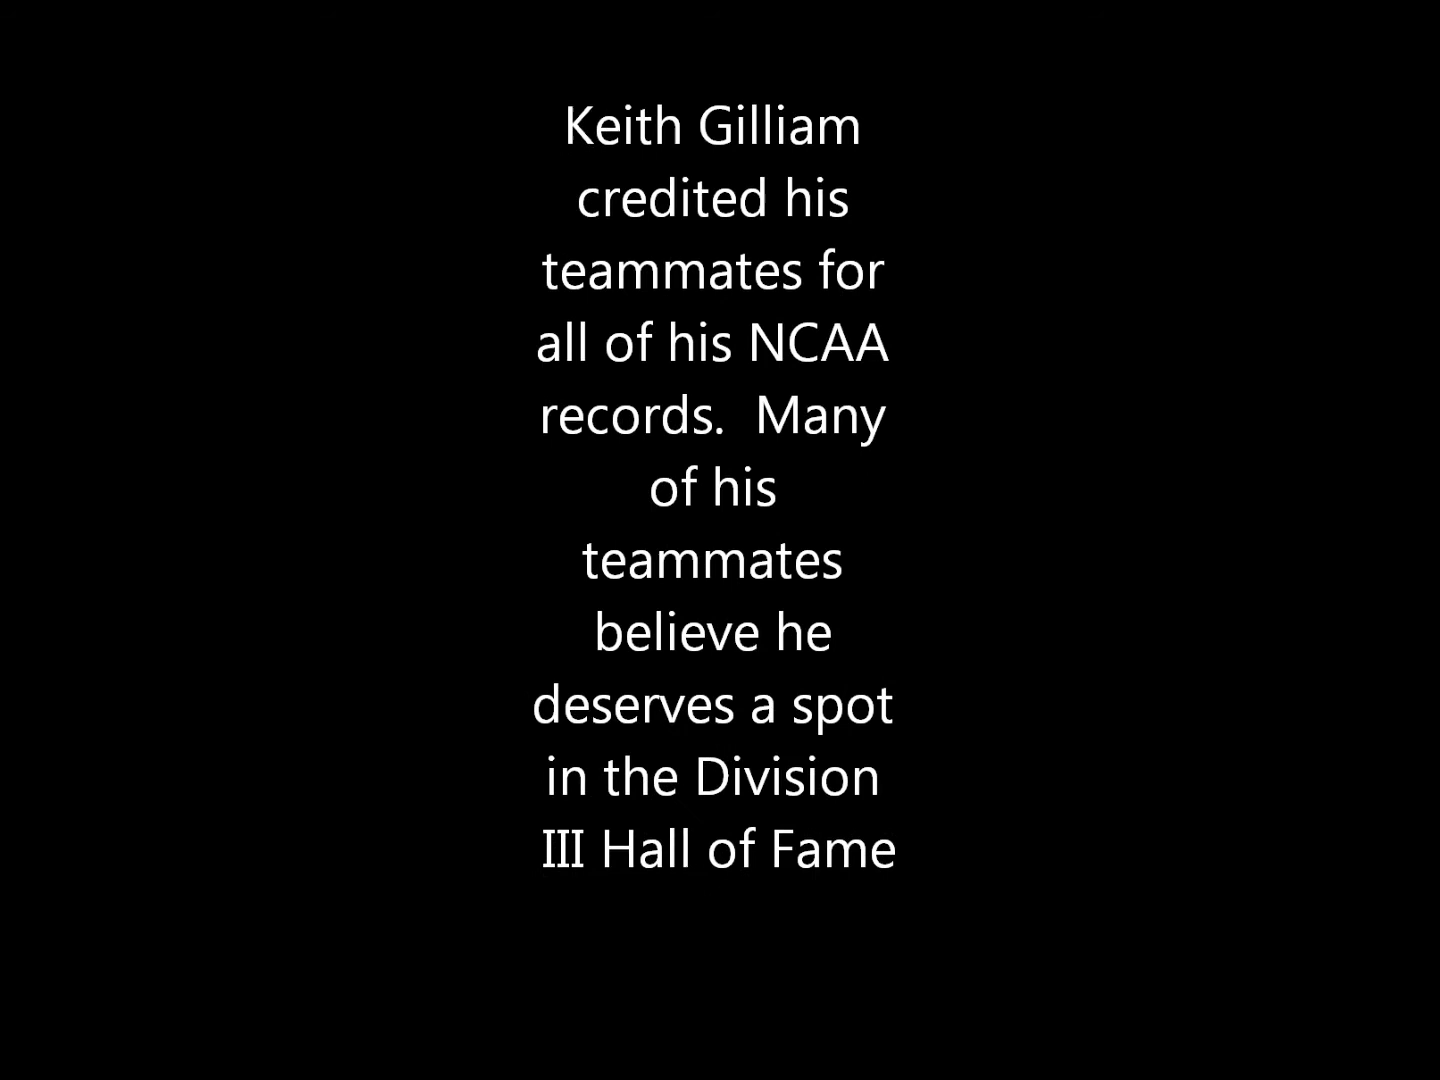 Keith Gilliam
credited his
teammates for
all of his NCAA
records.  Many
of his
teammates
believe he
deserves a spot
in the Division
III Hall of Fame